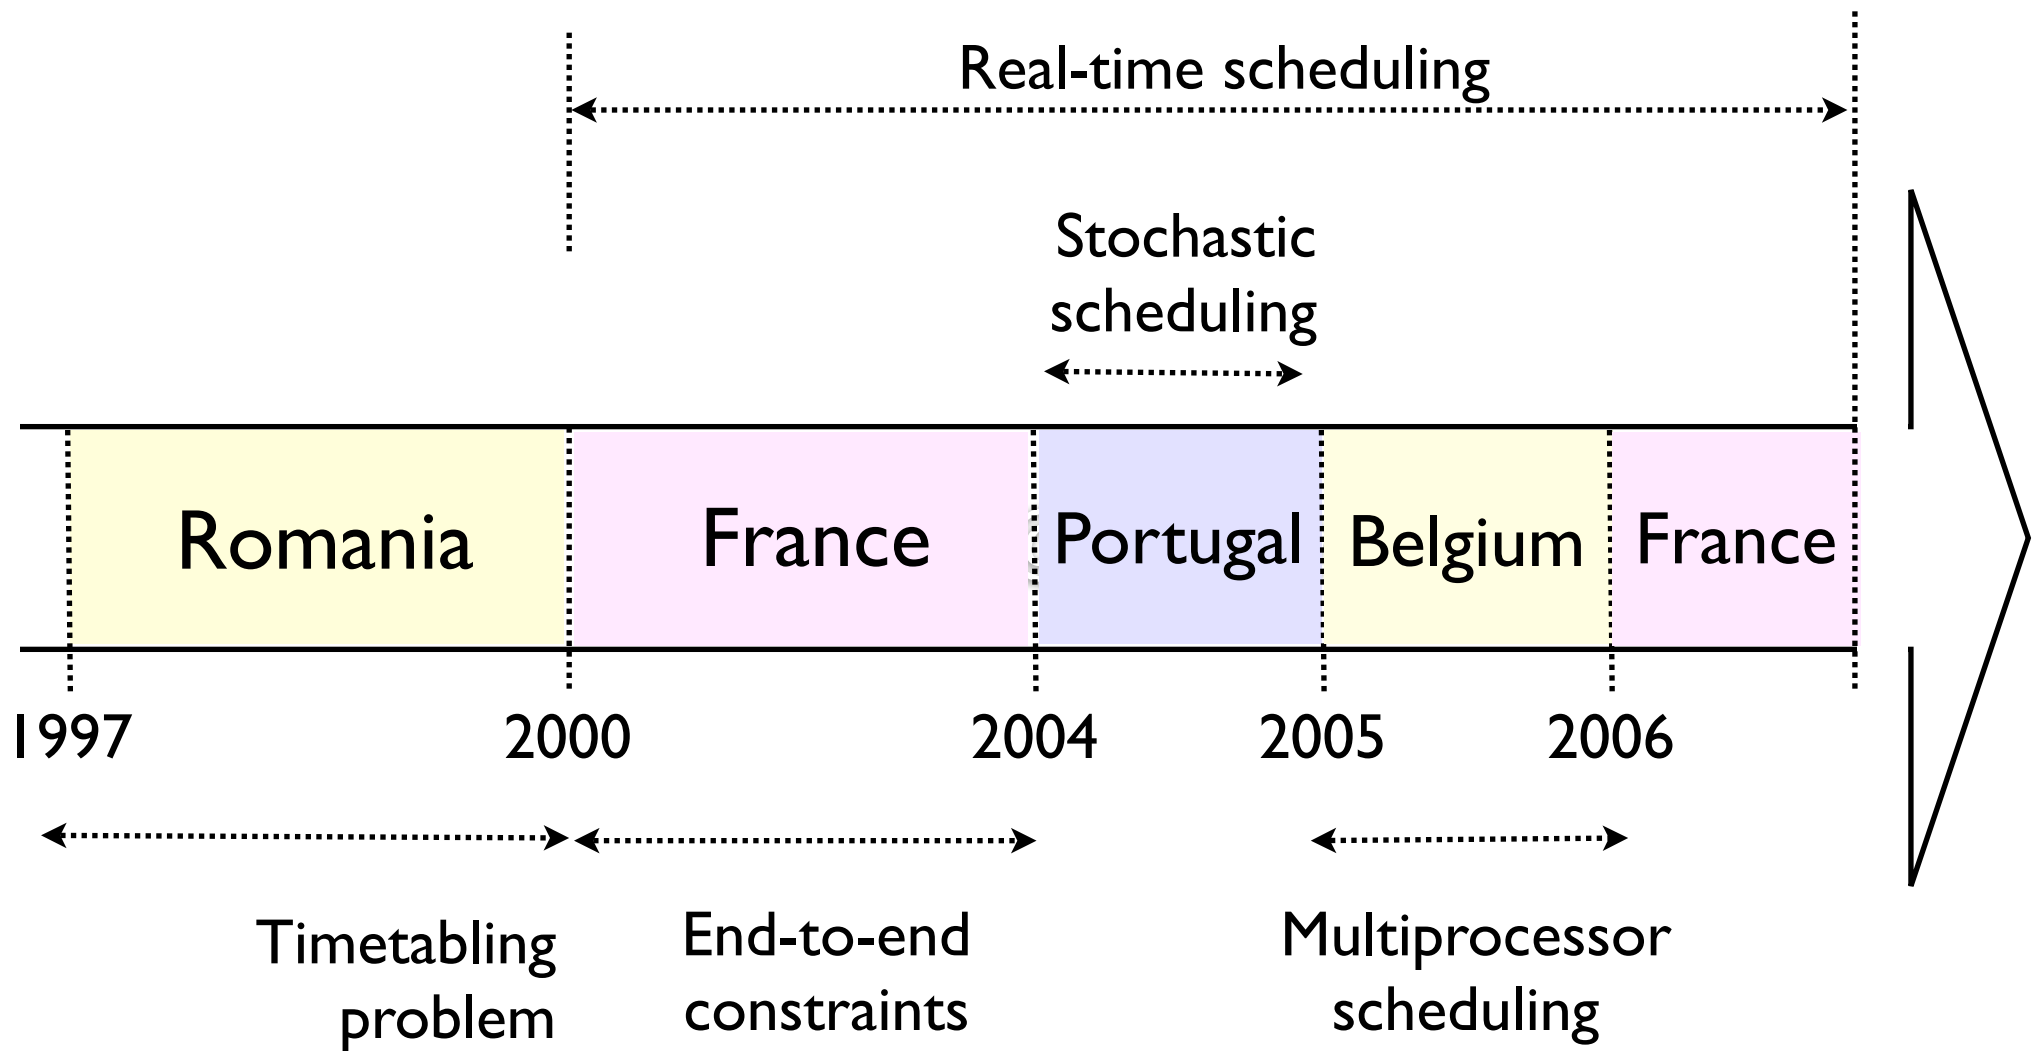 Real-time scheduling
Stochastic
scheduling
Romania
France
Portugal
Belgium
France
1997
2000
2004
2005
2006
Timetabling
problem
End-to-end
constraints
Multiprocessor
scheduling